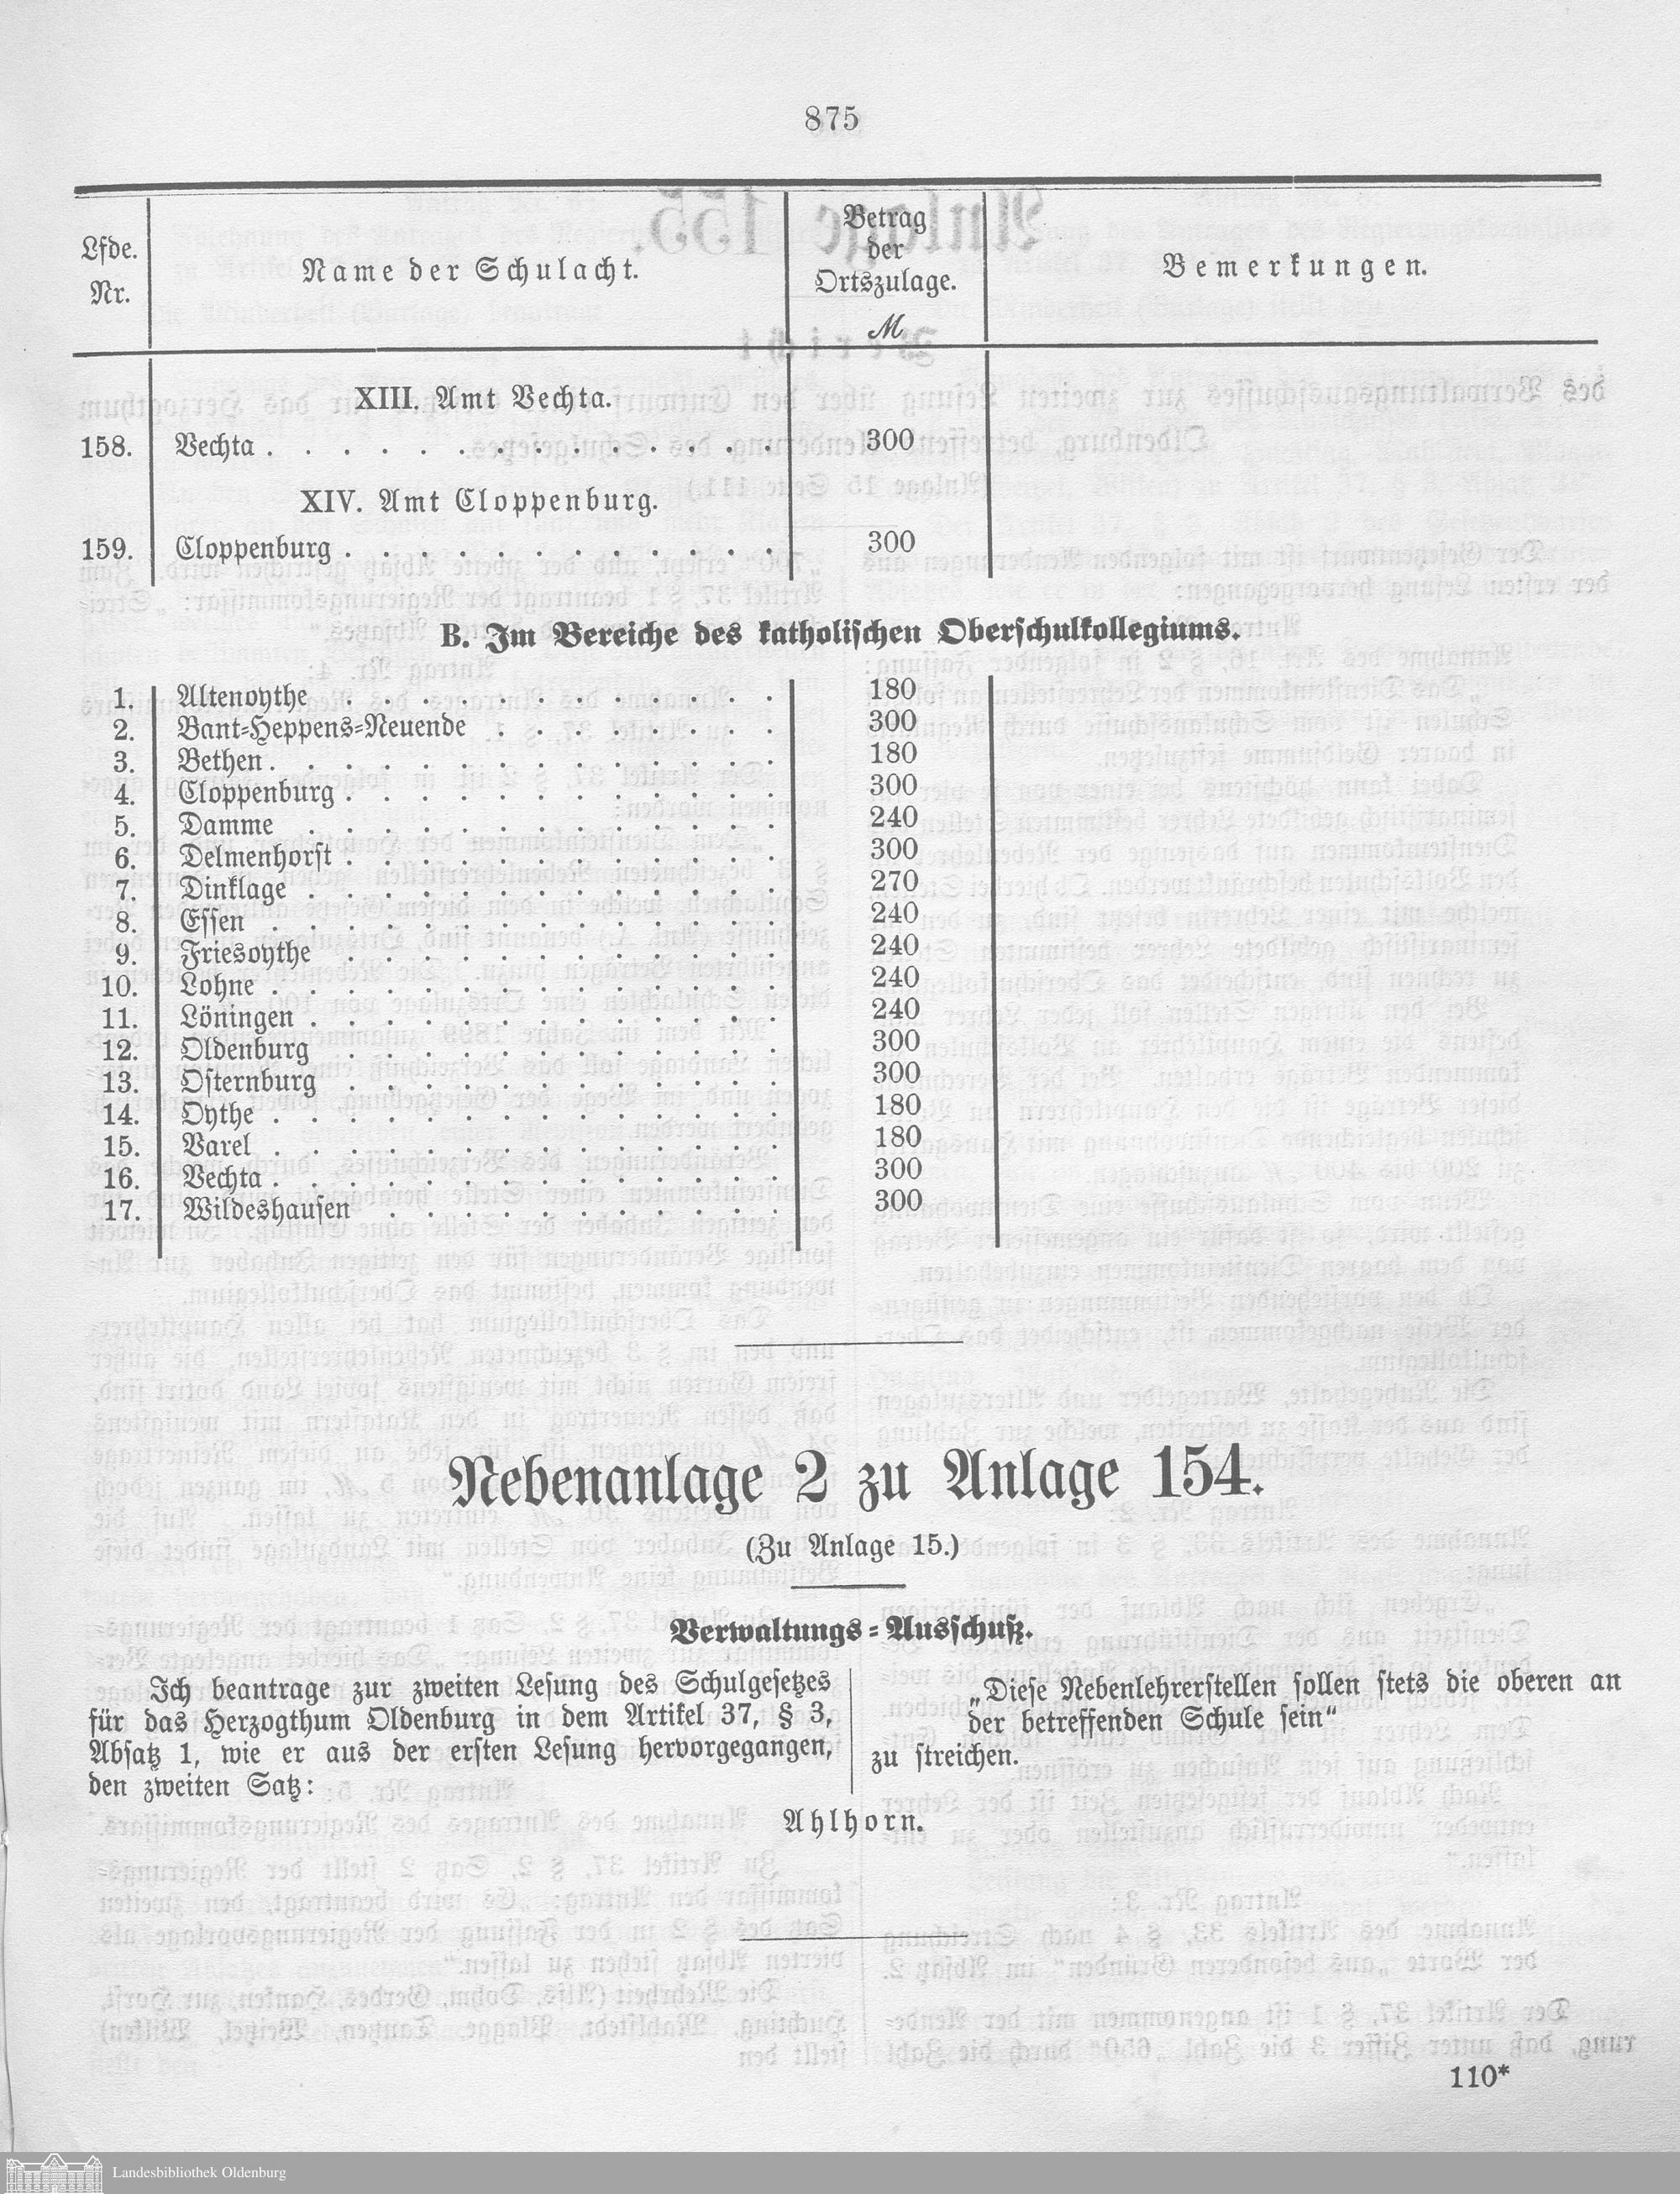 875
Lfde.
Nr.
Name der Schulacht.
Betrag
der
Ortszulage.
ℳ
Bemerkungen.
XIII. Amt Vechta.
158. Vechta . . . . . . . . . . . . . . 300
XIV. Amt Cloppenburg.
159. Cloppenburg . . . . . . . . . . . . 300
B. Im Bereiche des katholischen Oberschulkollegiums.
1. Altenoythe . . . . . . . . . . . . 180
2. Bant-Heppens-Neuende . . . . . . . . 300
3. Bethen . . . . . . . . . . . . . . 180
4. Cloppenburg . . . . . . . . . . . . 300
5. Damme . . . . . . . . . . . . . 240
6. Delmenhorst . . . . . . . . . . . . 300
7. Dinklage . . . . . . . . . . . . . 270
8. Essen . . . . . . . . . . . . . . 240
9. Friesoythe . . . . . . . . . . . . 240
10. Lohne . . . . . . . . . . . . . . 240
11. Löningen . . . . . . . . . . . . . 240
12. Oldenburg . . . . . . . . . . . . 300
13. Osternburg . . . . . . . . . . . . 300
14. Oythe . . . . . . . . . . . . . . 180
15. Varel . . . . . . . . . . . . . . 180
16. Vechta . . . . . . . . . . . . . . 300
17. Wildeshausen . . . . . . . . . . . 300
Nebenanlage 2 zu Anlage 154.
(Zu Anlage 15.)
Verwaltungs-Ausschuß.
Ich beantrage zur zweiten Lesung des Schulgesetzes
für das Herzogthum Oldenburg in dem Artikel 37, § 3,
Absatz 1, wie er aus der ersten Lesung hervorgegangen,
den zweiten Satz:
„Diese Nebenlehrerstellen sollen stets die oberen an
der betreffenden Schule sein“
zu streichen.
Ahlhorn.
110*
Landesbibliothek Oldenburg